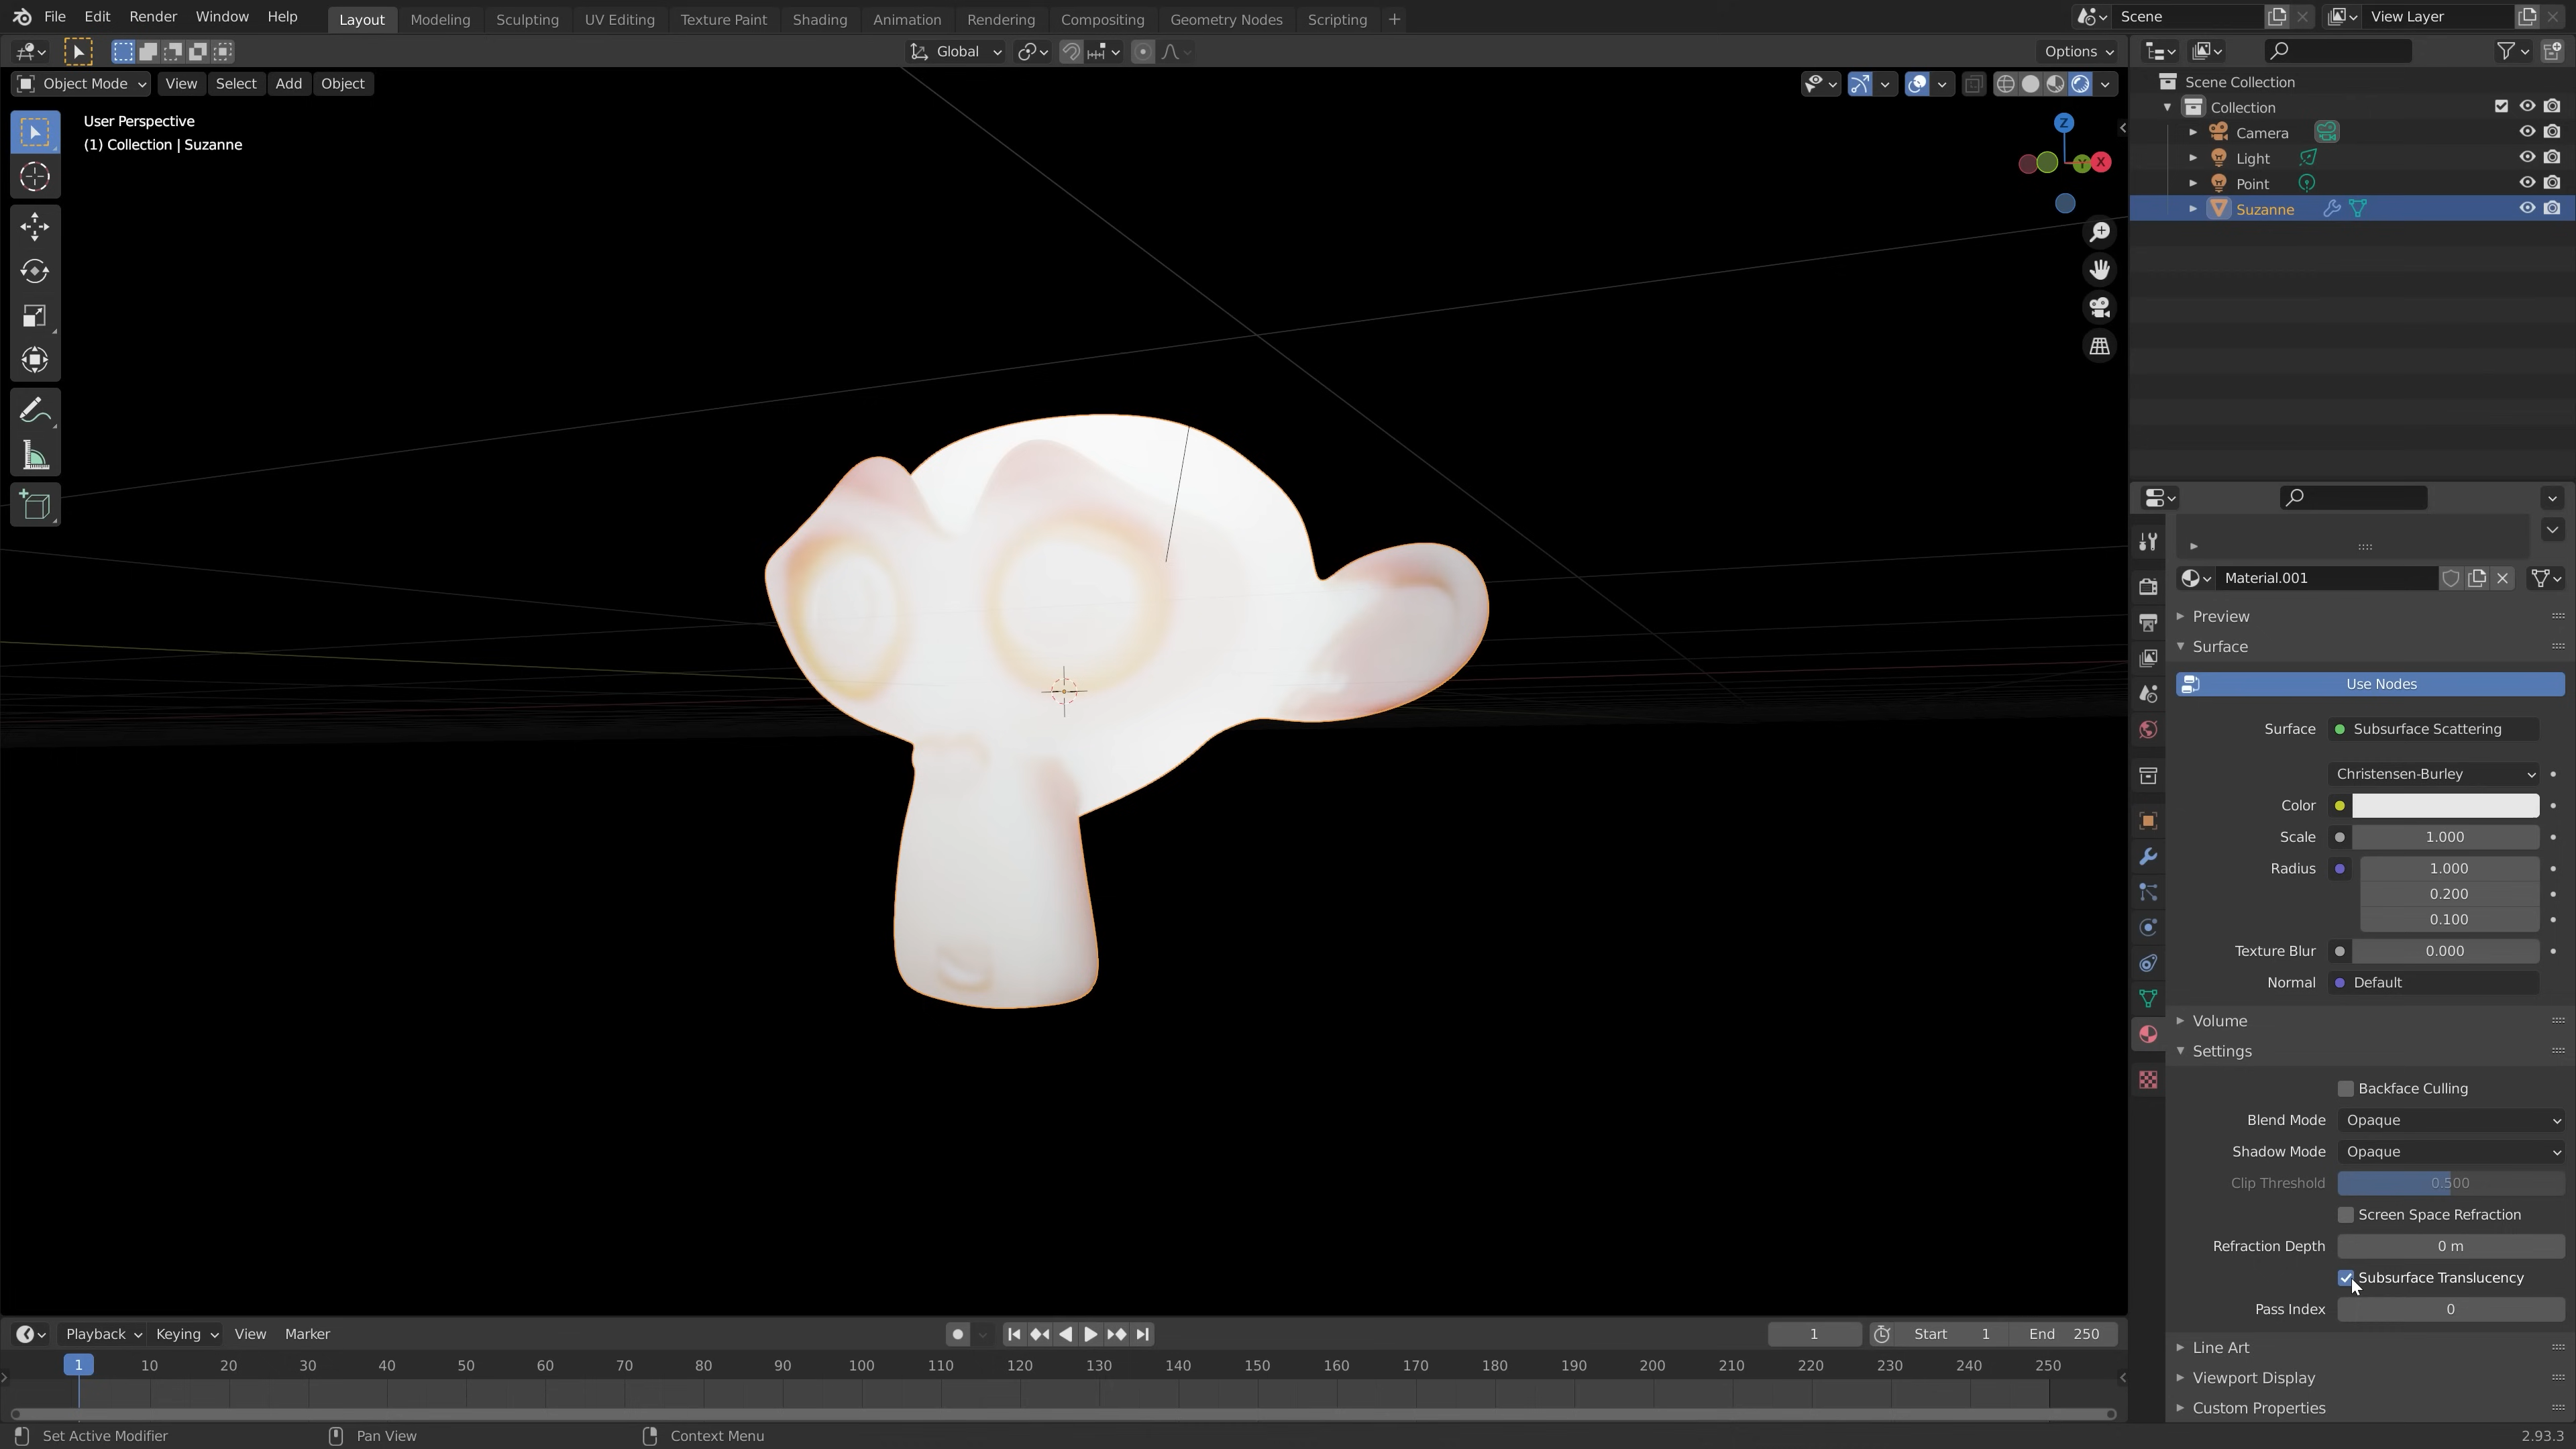 File Edit Render Window Help Layout Modeling Sculpting UV Editing Texture Paint Shading Animation Rendering Compositing Geometry Nodes Scripting + Scene View Layer
Global Options
Object Mode View Select Add Object
User Perspective
(1) Collection | Suzanne
Z
Y X
Scene Collection
Collection
Camera
Light
Point
Suzanne
Material.001
Preview
Surface
Use Nodes
Surface Subsurface Scattering
Christensen-Burley
Color
Scale 1.000
Radius 1.000
0.200
0.100
Texture Blur 0.000
Normal Default
Volume
Settings
Backface Culling
Blend Mode Opaque
Shadow Mode Opaque
Clip Threshold 0.500
Screen Space Refraction
Refraction Depth 0 m
Subsurface Translucency
Pass Index 0
Line Art
Viewport Display
Custom Properties
Playback Keying View Marker 1 Start 1 End 250
1 10 20 30 40 50 60 70 80 90 100 110 120 130 140 150 160 170 180 190 200 210 220 230 240 250
Set Active Modifier Pan View Context Menu 2.93.3